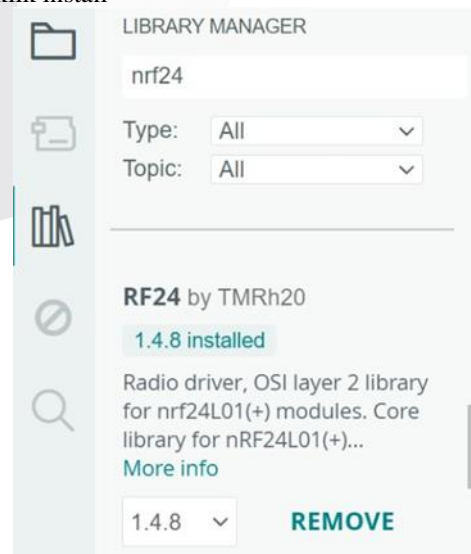 LIBRARY MANAGER
nrf24
Type: All
Topic: All
RF24 by TMRh20
1.4.8 installed
Radio driver, OSI layer 2 library
for nrf24L01(+) modules. Core
library for nRF24L01(+)...
More info
1.4.8 REMOVE